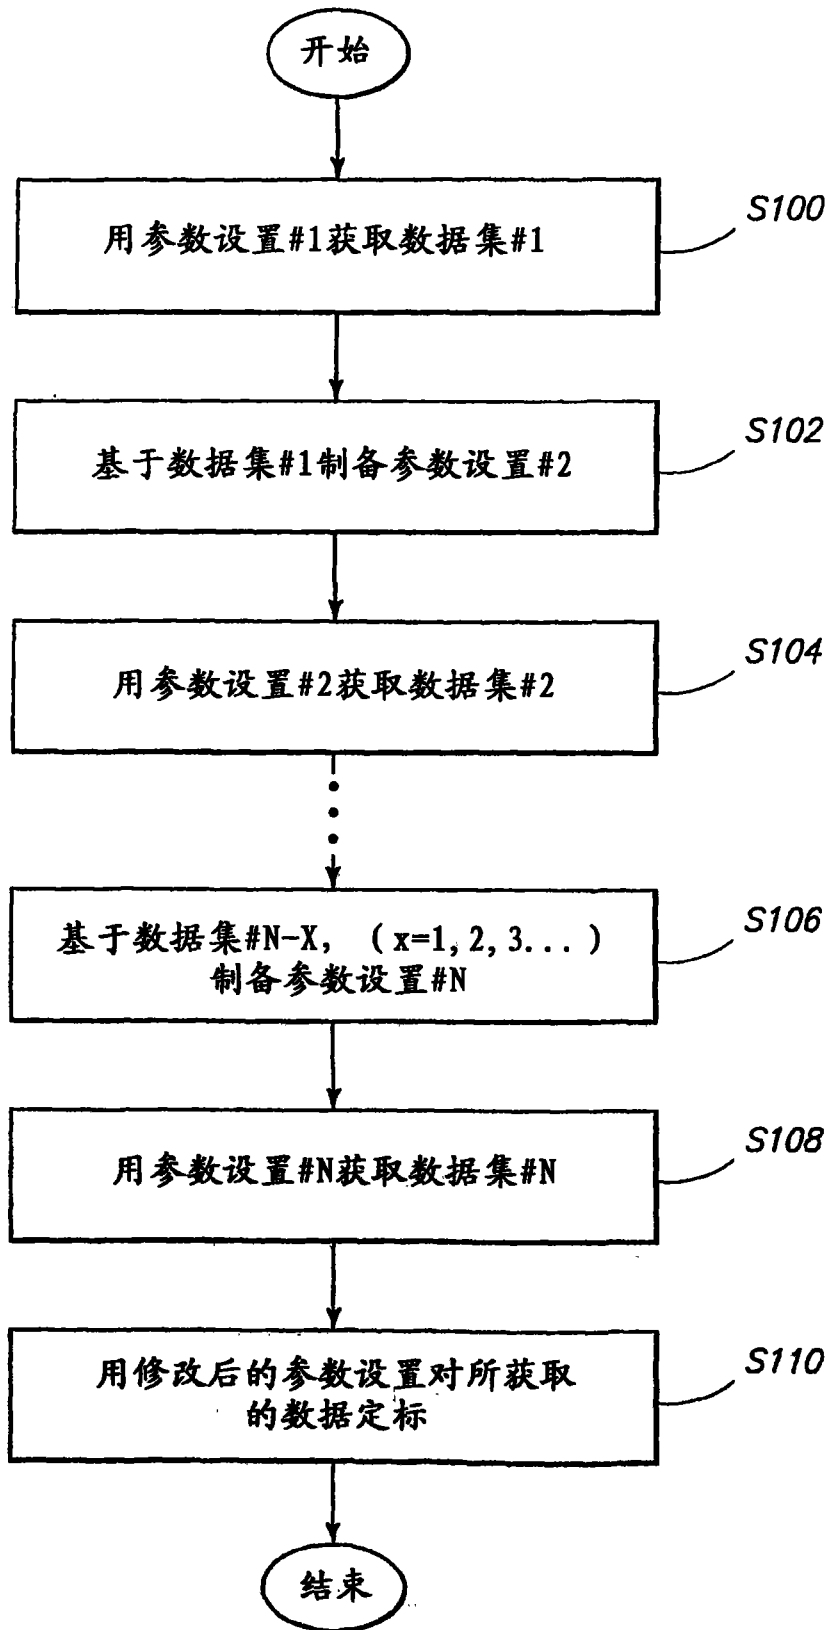 开始
用参数设置#1获取数据集#1
S100
基于数据集#1制备参数设置#2
S102
用参数设置#2获取数据集#2
S104
基于数据集#N-X, (x=1,2,3...)
制备参数设置#N
S106
用参数设置#N获取数据集#N
S108
用修改后的参数设置对所获取
的数据定标
S110
结束